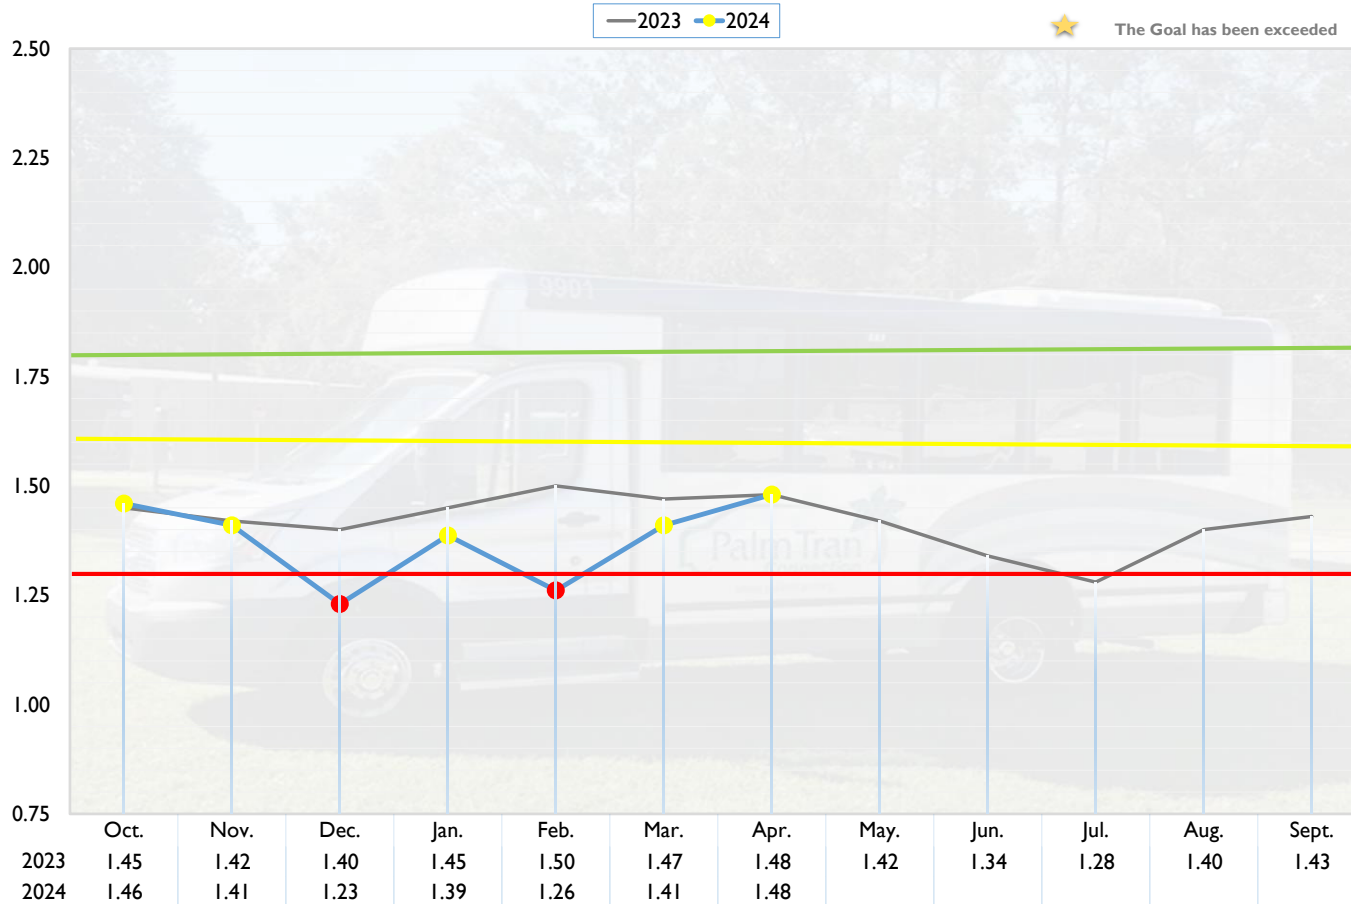 2023 2024
The Goal has been exceeded
2.50
2.25
2.00
1.75
1.50
1.25
1.00
0.75
9901
Palm Tran
Oct. Nov. Dec. Jan. Feb. Mar. Apr. May. Jun. Jul. Aug. Sept.
2023 1.45 1.42 1.40 1.45 1.50 1.47 1.48 1.42 1.34 1.28 1.40 1.43
2024 1.46 1.41 1.23 1.39 1.26 1.41 1.48